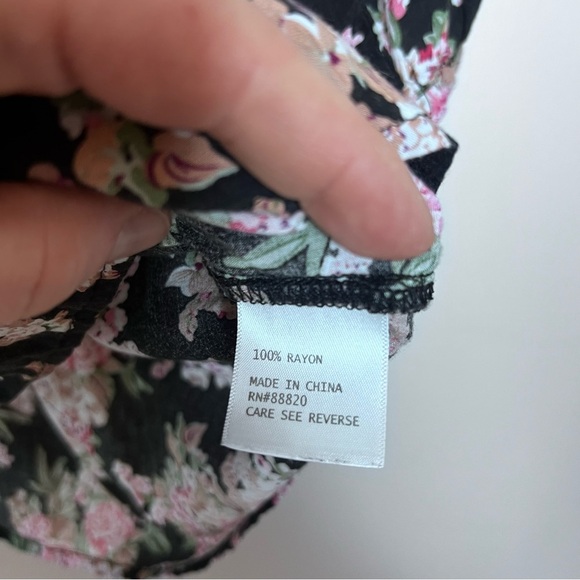 100% RAYON
MADE IN CHINA
RN#88820
CARE SEE REVERSE